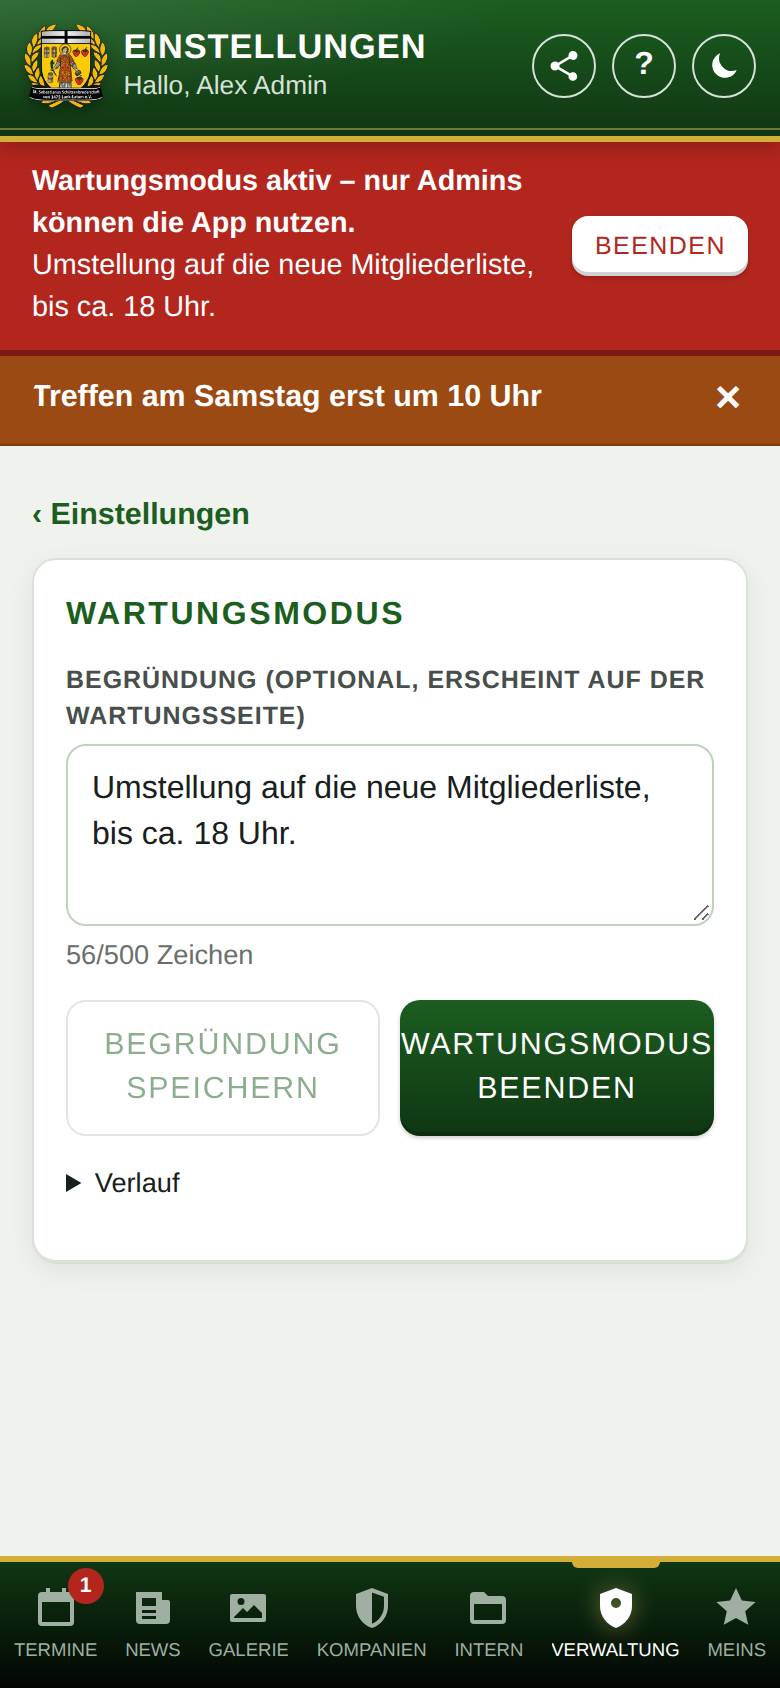 EINSTELLUNGEN
Hallo, Alex Admin
?
Wartungsmodus aktiv – nur Admins
können die App nutzen.
Umstellung auf die neue Mitgliederliste,
bis ca. 18 Uhr.
BEENDEN
Treffen am Samstag erst um 10 Uhr
✕
‹ Einstellungen
WARTUNGSMODUS
BEGRÜNDUNG (OPTIONAL, ERSCHEINT AUF DER
WARTUNGSSEITE)
Umstellung auf die neue Mitgliederliste,
bis ca. 18 Uhr.
56/500 Zeichen
BEGRÜNDUNG
SPEICHERN
WARTUNGSMODUS
BEENDEN
Verlauf
1
TERMINE
NEWS
GALERIE
KOMPANIEN
INTERN
VERWALTUNG
MEINS